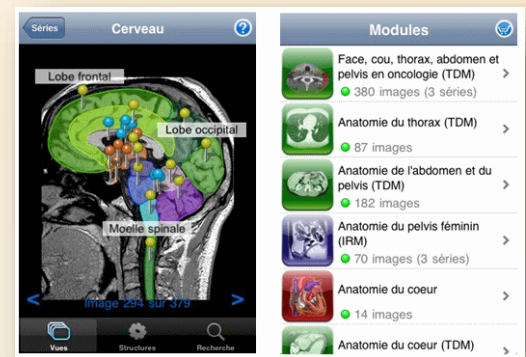 Séries
Cerveau
?
Lobe frontal
Lobe occipital
Moelle spinale
<
Image 294 sur 379
>
Vues
Structures
Recherche
Modules
Face, cou, thorax, abdomen et
pelvis en oncologie (TDM)
380 images (3 séries)
Anatomie du thorax (TDM)
87 images
Anatomie de l'abdomen et du
pelvis (TDM)
182 images
Anatomie du pelvis féminin
(IRM)
70 images (3 séries)
Anatomie du coeur
14 images
Anatomie du coeur (TDM)